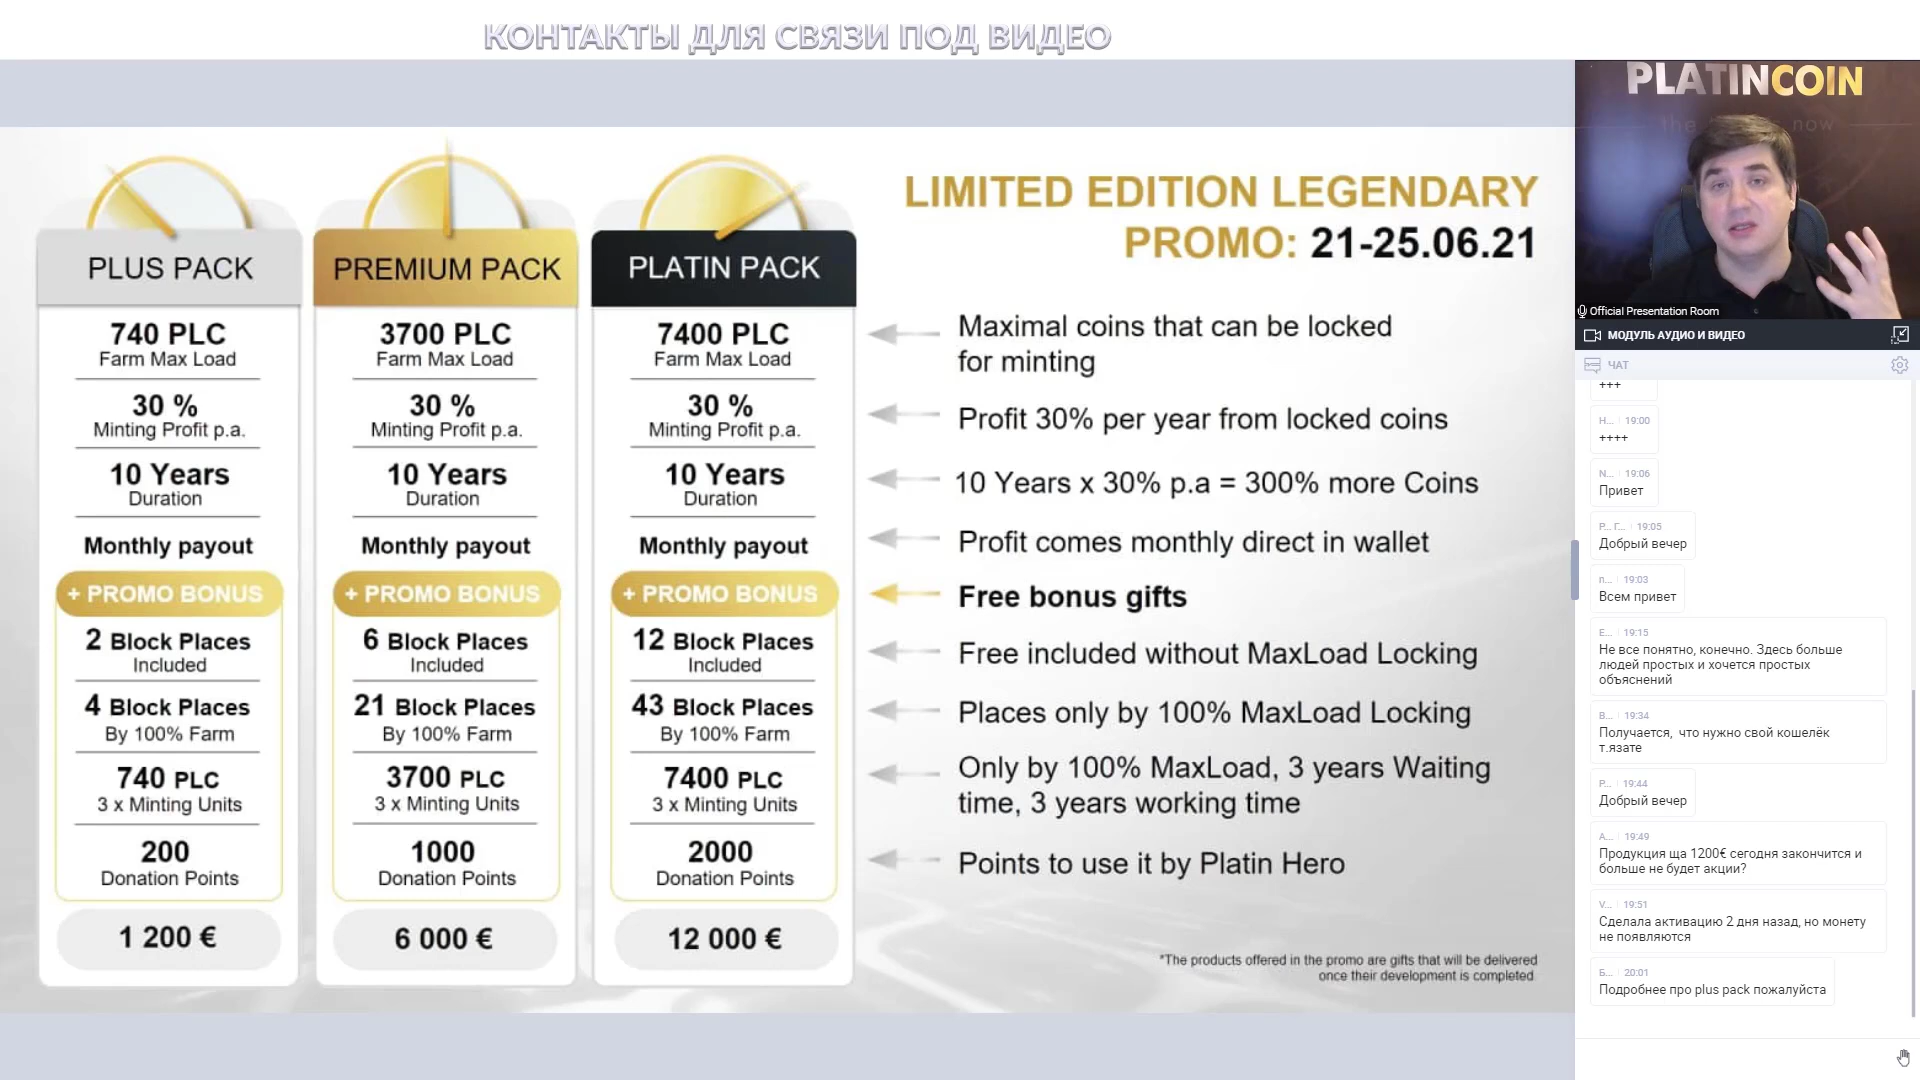 КОНТАКТЫ ДЛЯ СВЯЗИ ПОД ВИДЕО
PLUS PACK
740 PLC
Farm Max Load
30 %
Minting Profit p.a.
10 Years
Duration
Monthly payout
+ PROMO BONUS
2 Block Places
Included
4 Block Places
By 100% Farm
740 PLC
3 x Minting Units
200
Donation Points
1 200 €
PREMIUM PACK
3700 PLC
Farm Max Load
30 %
Minting Profit p.a.
10 Years
Duration
Monthly payout
+ PROMO BONUS
6 Block Places
Included
21 Block Places
By 100% Farm
3700 PLC
3 x Minting Units
1000
Donation Points
6 000 €
PLATIN PACK
7400 PLC
Farm Max Load
30 %
Minting Profit p.a.
10 Years
Duration
Monthly payout
+ PROMO BONUS
12 Block Places
Included
43 Block Places
By 100% Farm
7400 PLC
3 x Minting Units
2000
Donation Points
12 000 €
LIMITED EDITION LEGENDARY
PROMO: 21-25.06.21
Maximal coins that can be locked
for minting
Profit 30% per year from locked coins
10 Years x 30% p.a = 300% more Coins
Profit comes monthly direct in wallet
Free bonus gifts
Free included without MaxLoad Locking
Places only by 100% MaxLoad Locking
Only by 100% MaxLoad, 3 years Waiting
time, 3 years working time
Points to use it by Platin Hero
*The products offered in the promo are gifts that will be delivered
once their development is completed.
PLATINCOIN
the now
Official Presentation Room
МОДУЛЬ АУДИО И ВИДЕО
ЧАТ
+++
Н... 19:00
++++
N... 19:06
Привет
Р... Г... 19:05
Добрый вечер
п... 19:03
Всем привет
Е... 19:15
Не все понятно, конечно. Здесь больше
людей простых и хочется простых
объяснений
В... 19:34
Получается, что нужно свой кошелёк
т.язате
Р... 19:44
Добрый вечер
А... 19:49
Продукция ща 1200€ сегодня закончится и
больше не будет акции?
V... 19:51
Сделала активацию 2 дня назад, но монету
не появляются
Б... 20:01
Подробнее про plus pack пожалуйста